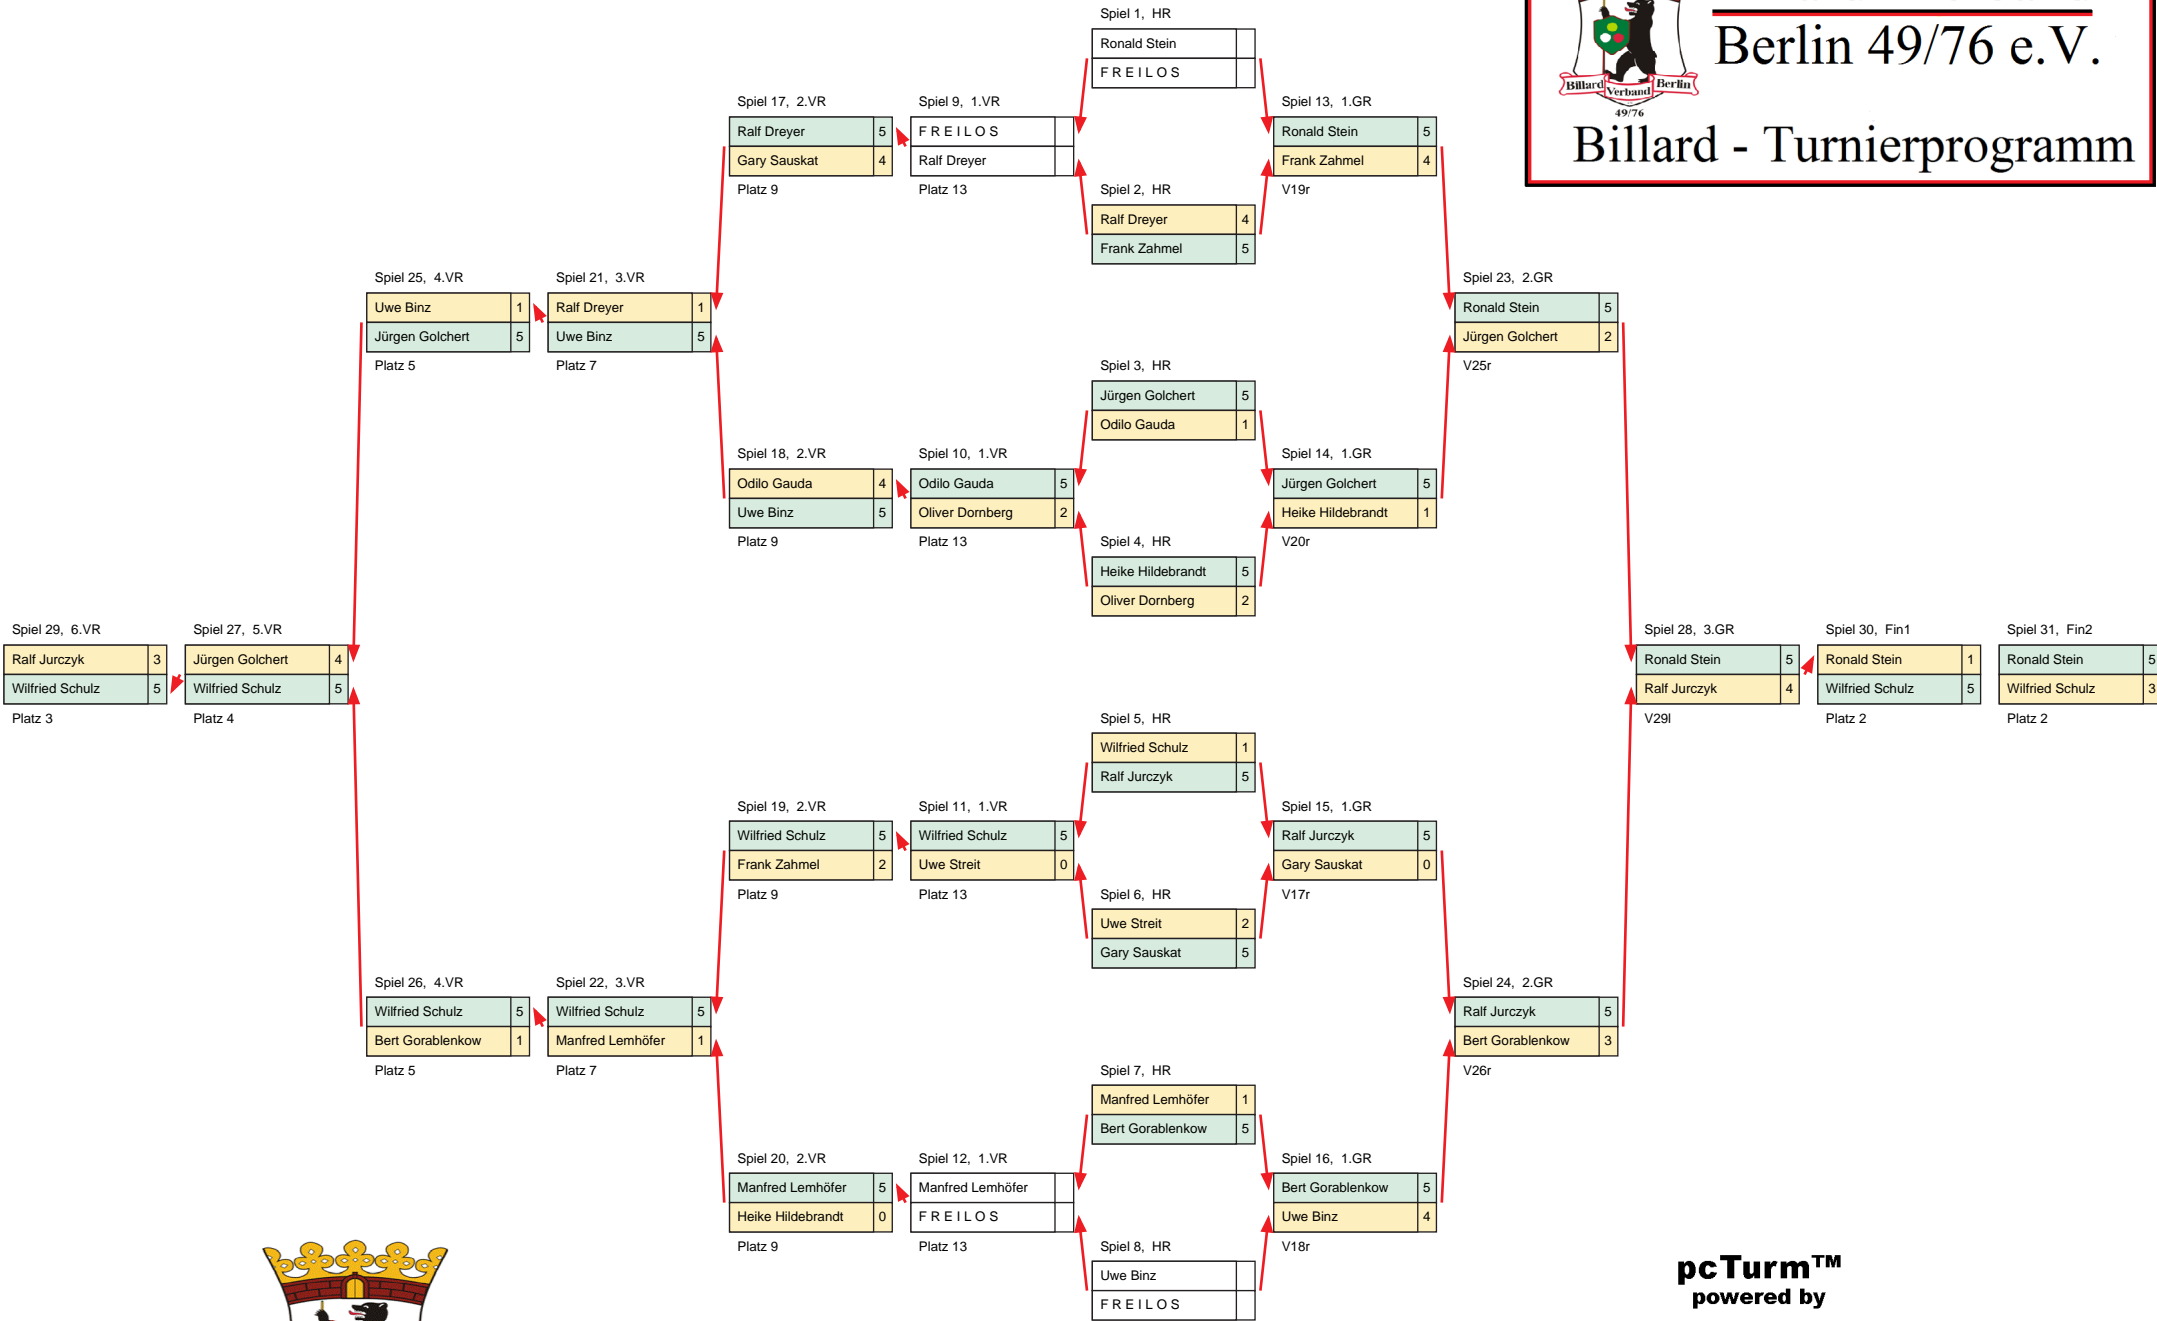 Spiel 1, HR
Ronald Stein
FREILOS
Berlin 49/76 e.V.
Billard Verband Berlin
49/76
Billard - Turnierprogramm
Spiel 17, 2.VR
Ralf Dreyer 5
Gary Sauskat 4
Platz 9
Spiel 9, 1.VR
FREILOS
Ralf Dreyer
Platz 13
Spiel 13, 1.GR
Ronald Stein 5
Frank Zahmel 4
V19r
Spiel 2, HR
Ralf Dreyer 4
Frank Zahmel 5
Spiel 25, 4.VR
Uwe Binz 1
Jürgen Golchert 5
Platz 5
Spiel 21, 3.VR
Ralf Dreyer 1
Uwe Binz 5
Platz 7
Spiel 23, 2.GR
Ronald Stein 5
Jürgen Golchert 2
V25r
Spiel 3, HR
Jürgen Golchert 5
Odilo Gauda 1
Spiel 18, 2.VR
Odilo Gauda 4
Uwe Binz 5
Platz 9
Spiel 10, 1.VR
Odilo Gauda 5
Oliver Dornberg 2
Platz 13
Spiel 14, 1.GR
Jürgen Golchert 5
Heike Hildebrandt 1
V20r
Spiel 4, HR
Heike Hildebrandt 5
Oliver Dornberg 2
Spiel 29, 6.VR
Ralf Jurczyk 3
Wilfried Schulz 5
Platz 3
Spiel 27, 5.VR
Jürgen Golchert 4
Wilfried Schulz 5
Platz 4
Spiel 28, 3.GR
Ronald Stein 5
Ralf Jurczyk 4
V29l
Spiel 30, Fin1
Ronald Stein 1
Wilfried Schulz 5
Platz 2
Spiel 31, Fin2
Ronald Stein 5
Wilfried Schulz 3
Platz 2
Spiel 5, HR
Wilfried Schulz 1
Ralf Jurczyk 5
Spiel 19, 2.VR
Wilfried Schulz 5
Frank Zahmel 2
Platz 9
Spiel 11, 1.VR
Wilfried Schulz 5
Uwe Streit 0
Platz 13
Spiel 15, 1.GR
Ralf Jurczyk 5
Gary Sauskat 0
V17r
Spiel 6, HR
Uwe Streit 2
Gary Sauskat 5
Spiel 26, 4.VR
Wilfried Schulz 5
Bert Gorablenkow 1
Platz 5
Spiel 22, 3.VR
Wilfried Schulz 5
Manfred Lemhöfer 1
Platz 7
Spiel 24, 2.GR
Ralf Jurczyk 5
Bert Gorablenkow 3
V26r
Spiel 7, HR
Manfred Lemhöfer 1
Bert Gorablenkow 5
Spiel 20, 2.VR
Manfred Lemhöfer 5
Heike Hildebrandt 0
Platz 9
Spiel 12, 1.VR
Manfred Lemhöfer
FREILOS
Platz 13
Spiel 16, 1.GR
Bert Gorablenkow 5
Uwe Binz 4
V18r
Spiel 8, HR
Uwe Binz
FREILOS
pcTurm™
powered by